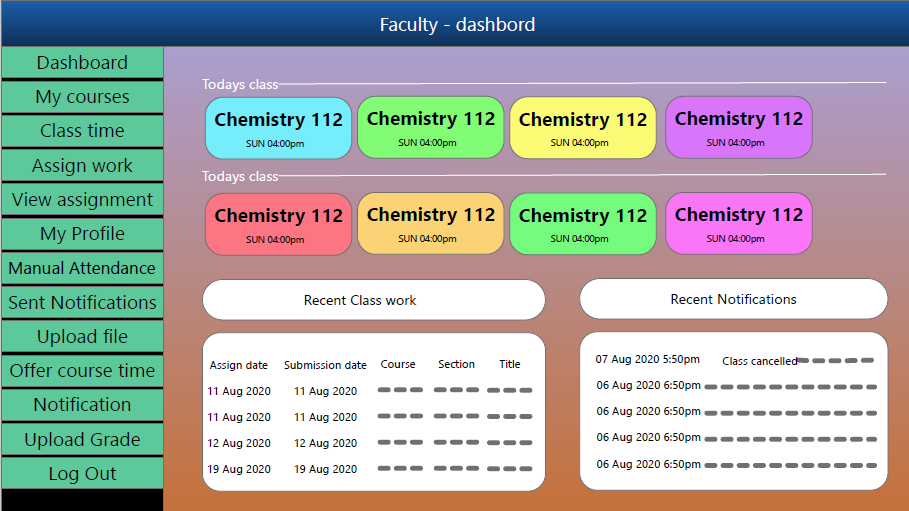 Faculty - dashbord
Dashboard
My courses
Class time
Assign work
View assignment
My Profile
Manual Attendance
Sent Notifications
Upload file
Offer course time
Notification
Upload Grade
Log Out
Todays class
Chemistry 112 Chemistry 112 Chemistry 112 Chemistry 112
SUN 04:00pm SUN 04:00pm SUN 04:00pm SUN 04:00pm
Todays class
Chemistry 112 Chemistry 112 Chemistry 112 Chemistry 112
SUN 04:00pm SUN 04:00pm SUN 04:00pm SUN 04:00pm
Recent Class work
Assign date Submission date Course Section Title
11 Aug 2020 11 Aug 2020
11 Aug 2020 11 Aug 2020
12 Aug 2020 12 Aug 2020
19 Aug 2020 19 Aug 2020
Recent Notifications
07 Aug 2020 5:50pm Class cancelled
06 Aug 2020 6:50pm
06 Aug 2020 6:50pm
06 Aug 2020 6:50pm
06 Aug 2020 6:50pm